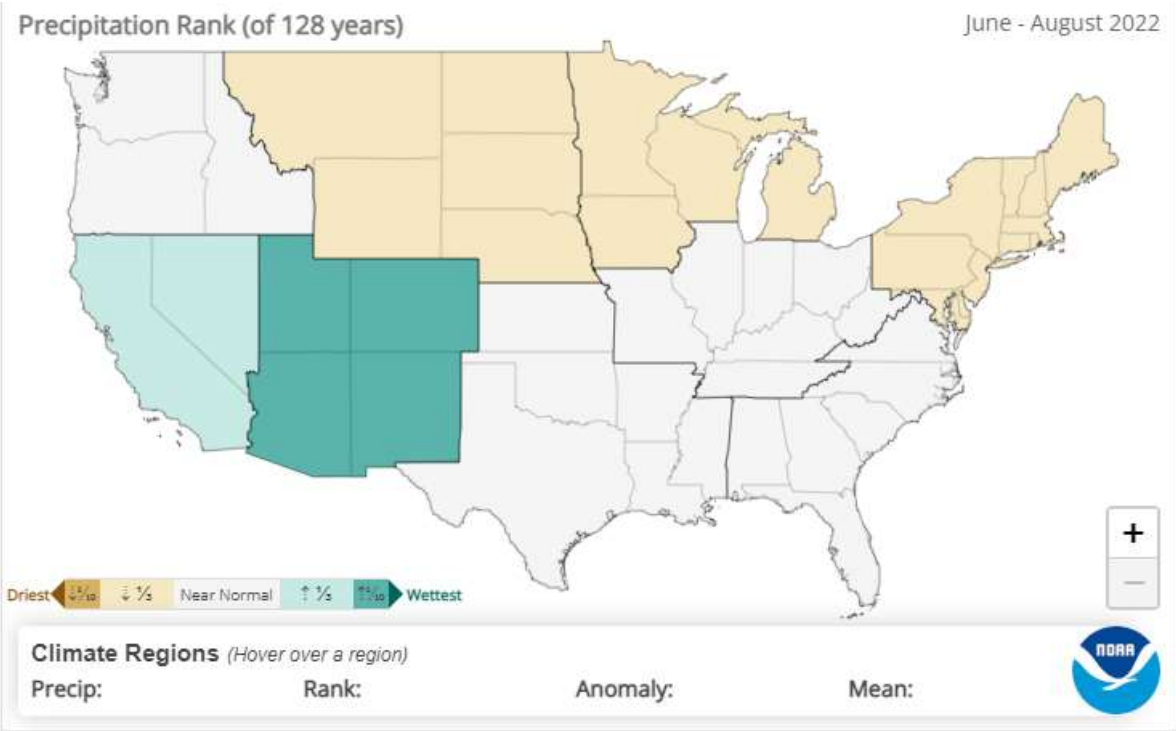 Precipitation Rank (of 128 years)
June - August 2022
+
−
Driest
↓ ⅓
Near Normal
↑ ⅓
Wettest
Climate Regions (Hover over a region)
Precip: Rank: Anomaly: Mean:
NOAA